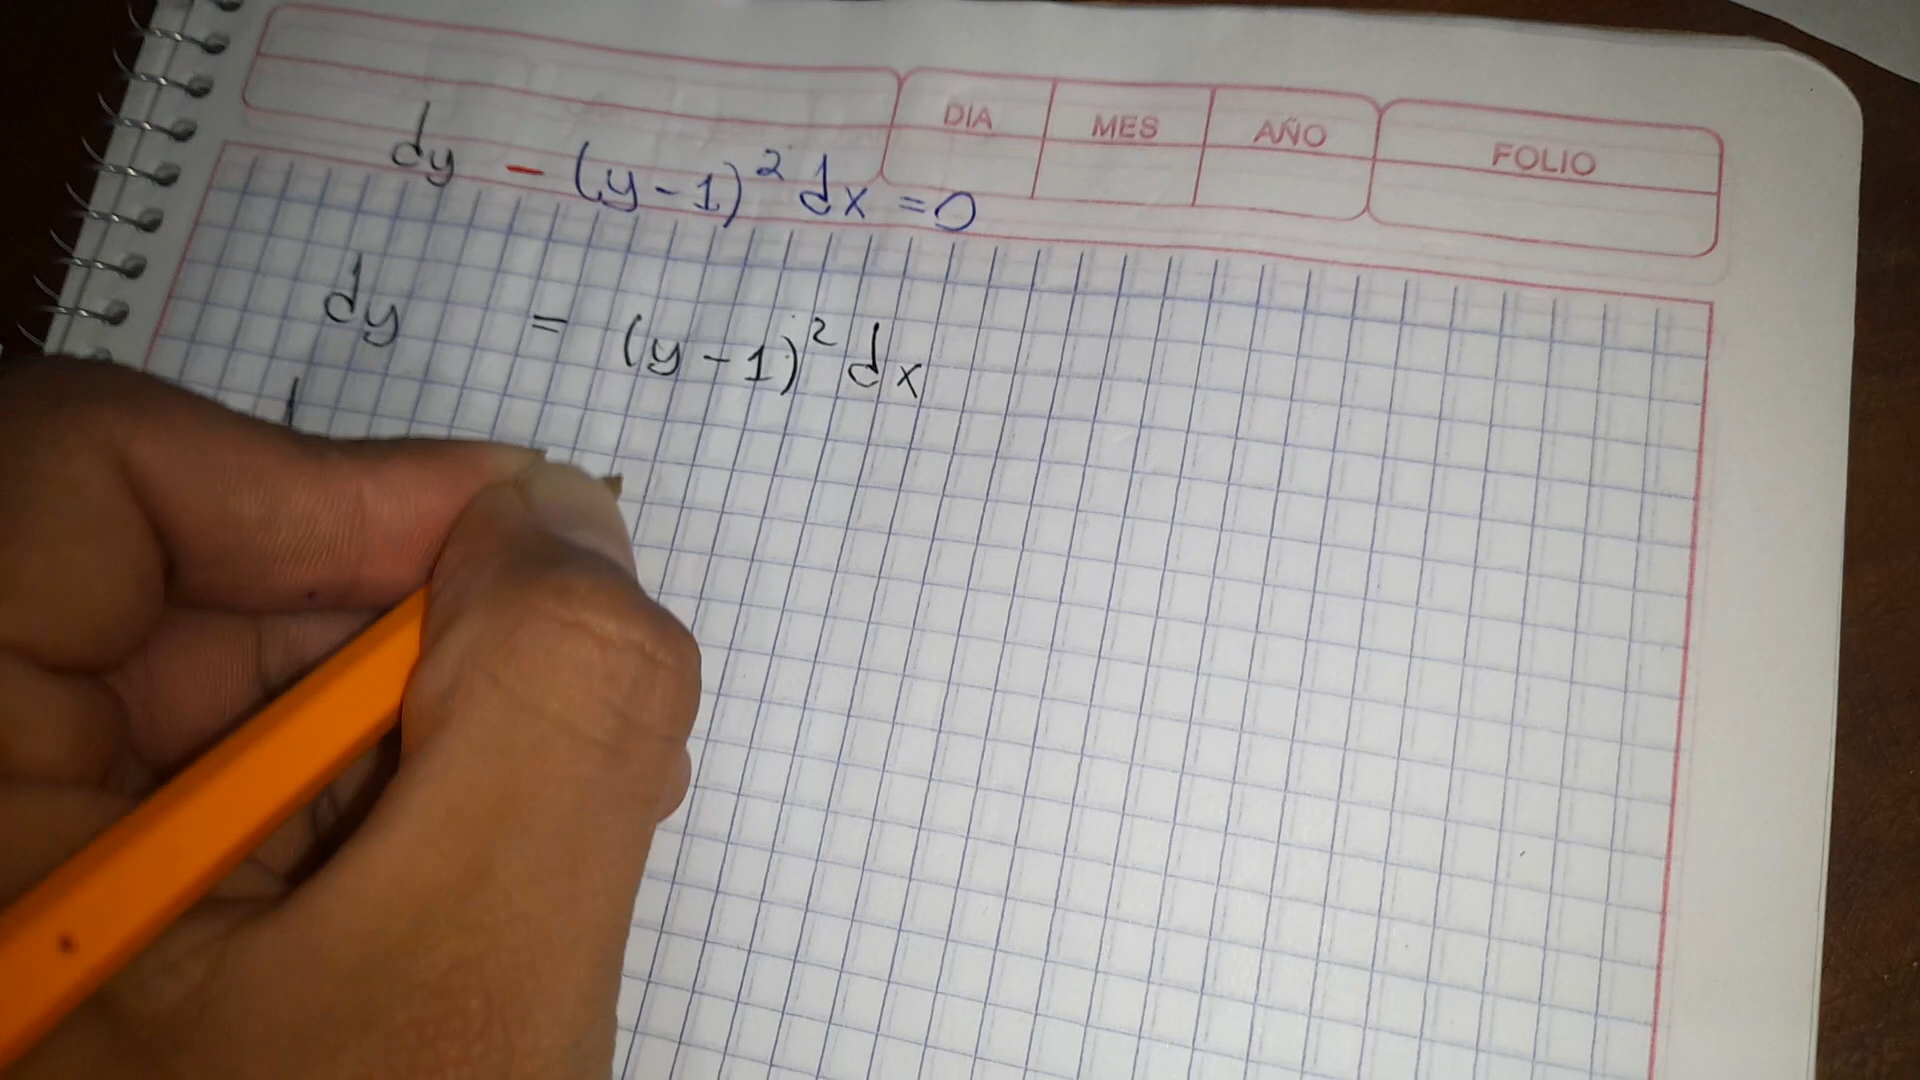 DIA MES AÑO FOLIO
dy - (y-1)² dx = 0
dy = (y-1)² dx